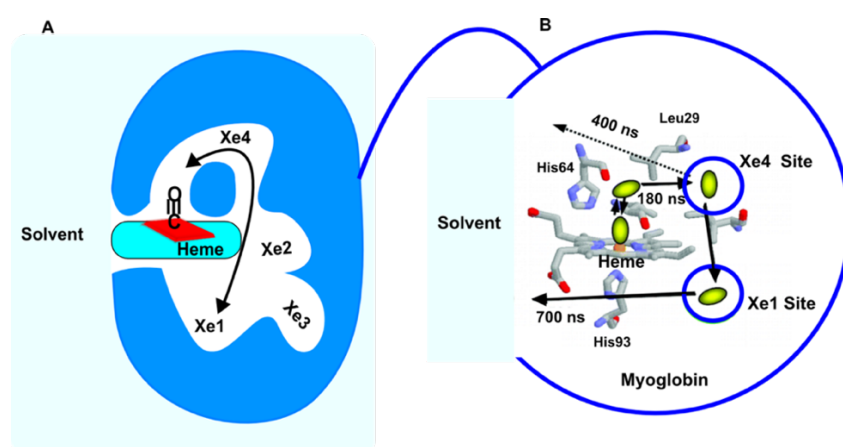 A
Xe4
O
C
Solvent
Heme
Xe2
Xe1
Xe3
B
Leu29
400 ns
His64
Xe4 Site
180 ns
Solvent
Heme
Xe1 Site
700 ns
His93
Myoglobin